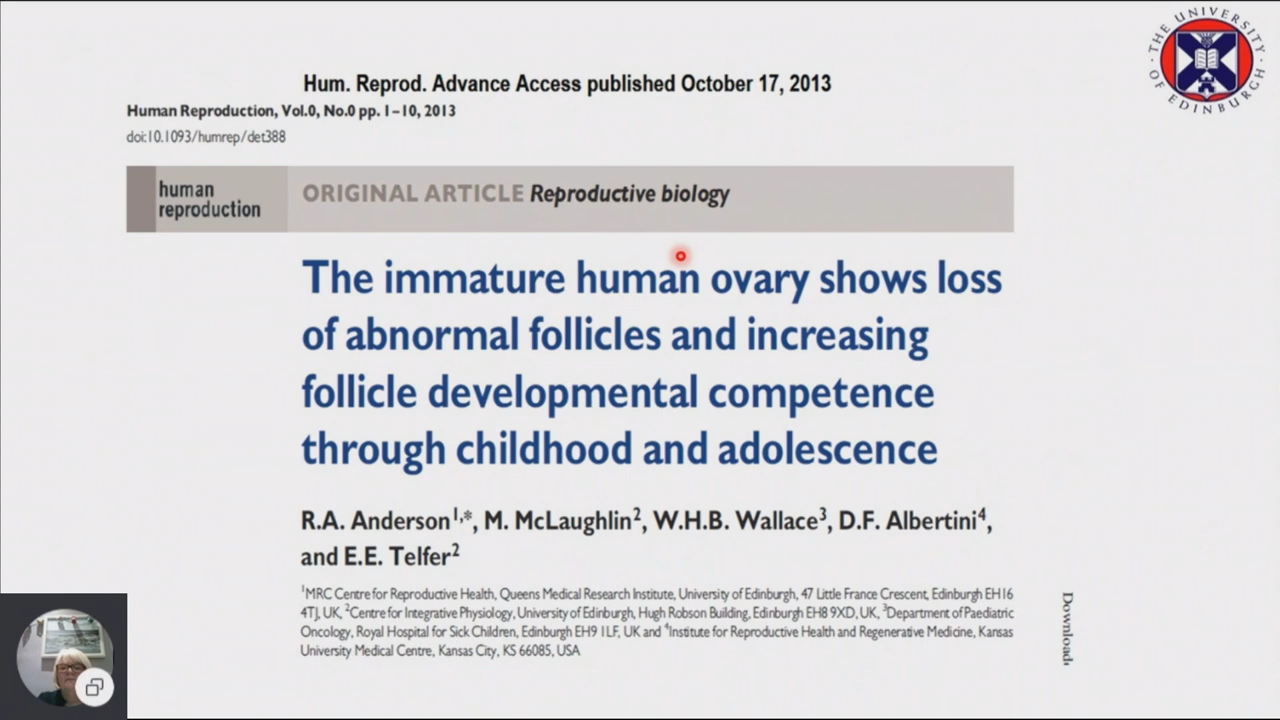 THE UNIVERSITY OF EDINBURGH
Hum. Reprod. Advance Access published October 17, 2013
Human Reproduction, Vol.0, No.0 pp. 1–10, 2013
doi:10.1093/humrep/det388
human
reproduction
ORIGINAL ARTICLE Reproductive biology
The immature human ovary shows loss
of abnormal follicles and increasing
follicle developmental competence
through childhood and adolescence
R.A. Anderson1,*, M. McLaughlin2, W.H.B. Wallace3, D.F. Albertini4,
and E.E. Telfer2
1MRC Centre for Reproductive Health, Queens Medical Research Institute, University of Edinburgh, 47 Little France Crescent, Edinburgh EH16
4TJ, UK, 2Centre for Integrative Physiology, University of Edinburgh, Hugh Robson Building, Edinburgh EH8 9XD, UK, 3Department of Paediatric
Oncology, Royal Hospital for Sick Children, Edinburgh EH9 1LF, UK and 4Institute for Reproductive Health and Regenerative Medicine, Kansas
University Medical Centre, Kansas City, KS 66085, USA